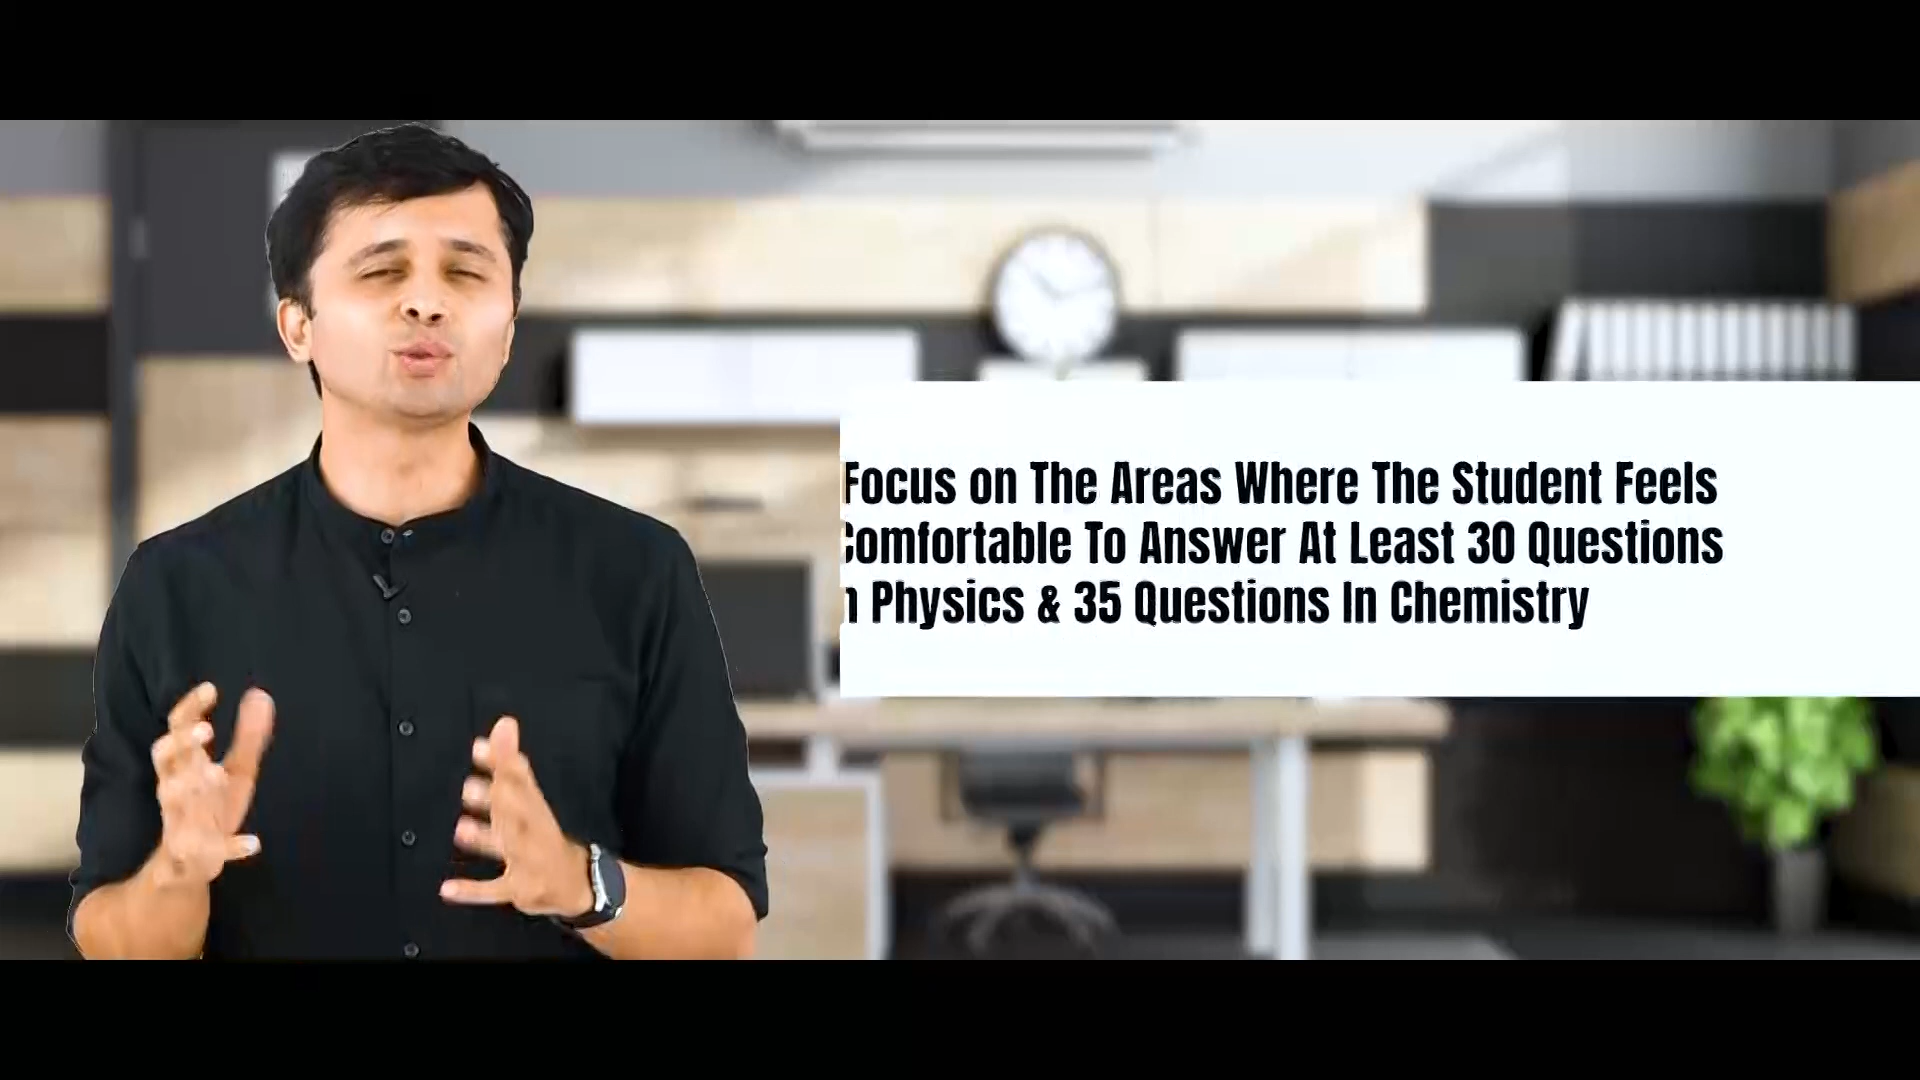 Focus on The Areas Where The Student Feels
Comfortable To Answer At Least 30 Questions
n Physics & 35 Questions In Chemistry